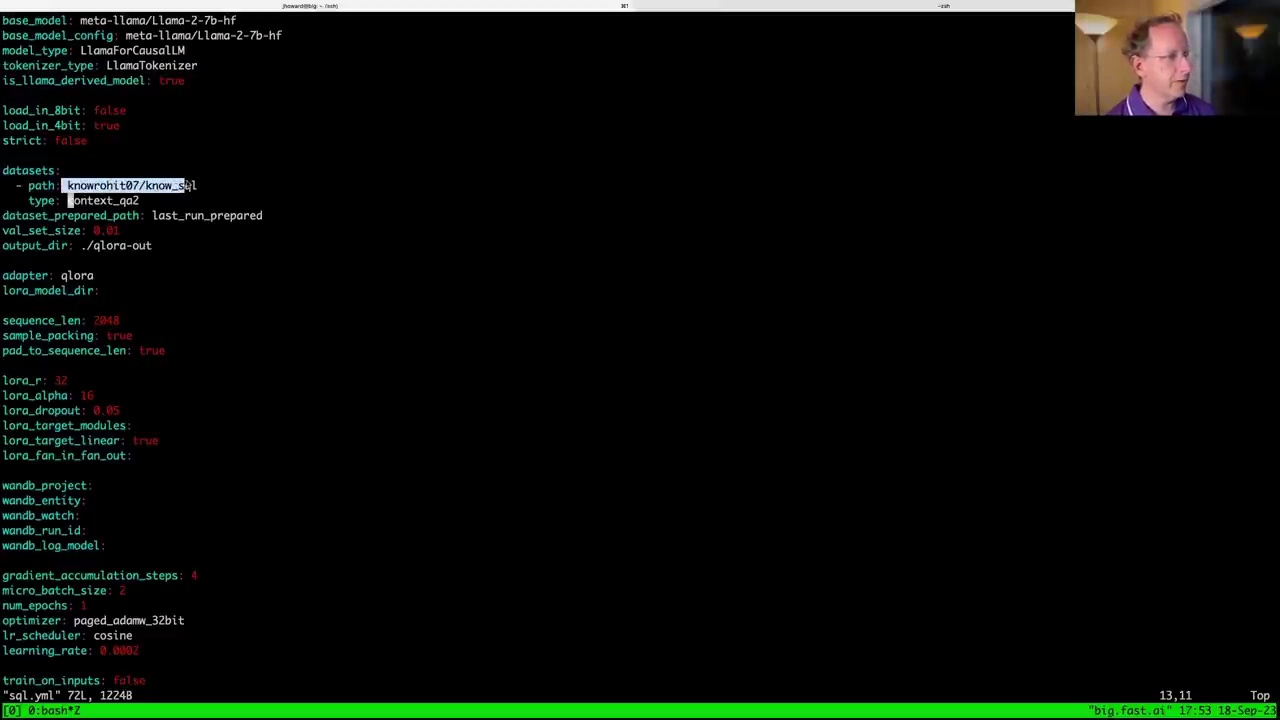 jhoward@big: ~ (ssh)
⌘1
-zsh
base_model: meta-llama/Llama-2-7b-hf
base_model_config: meta-llama/Llama-2-7b-hf
model_type: LlamaForCausalLM
tokenizer_type: LlamaTokenizer
is_llama_derived_model: true
load_in_8bit: false
load_in_4bit: true
strict: false
datasets:
- path: knowrohit07/know_sql
type: context_qa2
dataset_prepared_path: last_run_prepared
val_set_size: 0.01
output_dir: ./qlora-out
adapter: qlora
lora_model_dir:
sequence_len: 2048
sample_packing: true
pad_to_sequence_len: true
lora_r: 32
lora_alpha: 16
lora_dropout: 0.05
lora_target_modules:
lora_target_linear: true
lora_fan_in_fan_out:
wandb_project:
wandb_entity:
wandb_watch:
wandb_run_id:
wandb_log_model:
gradient_accumulation_steps: 4
micro_batch_size: 2
num_epochs: 1
optimizer: paged_adamw_32bit
lr_scheduler: cosine
learning_rate: 0.0002
train_on_inputs: false
"sql.yml" 72L, 1224B 13,11 Top
[0] 0:bash*Z "big.fast.ai" 17:53 18-Sep-23